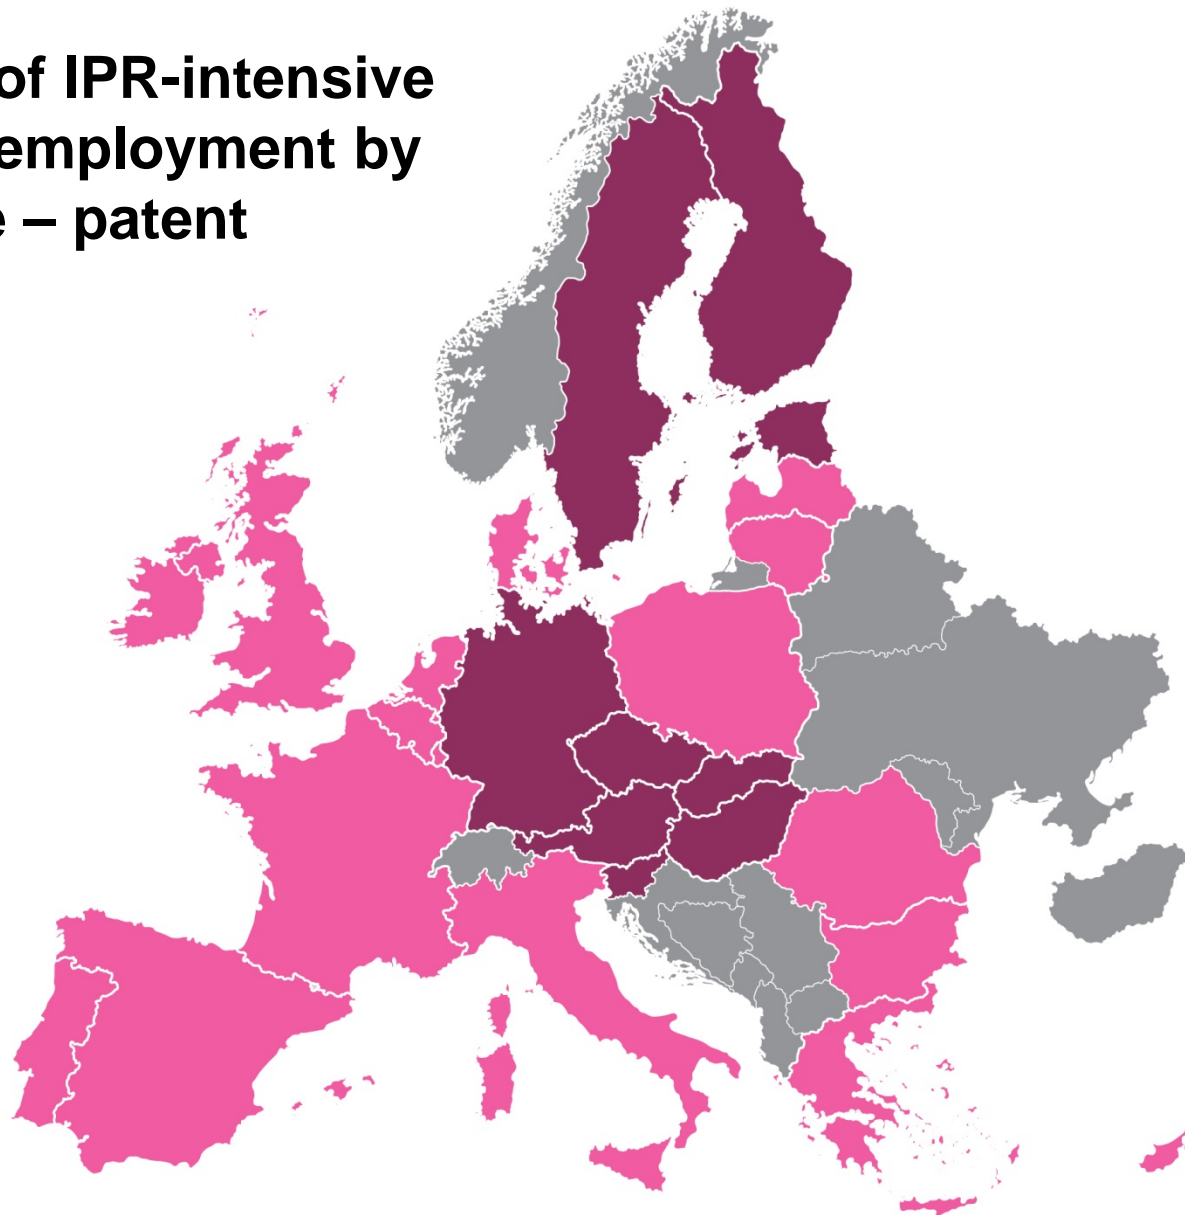 of IPR-intensive
employment by
– patent